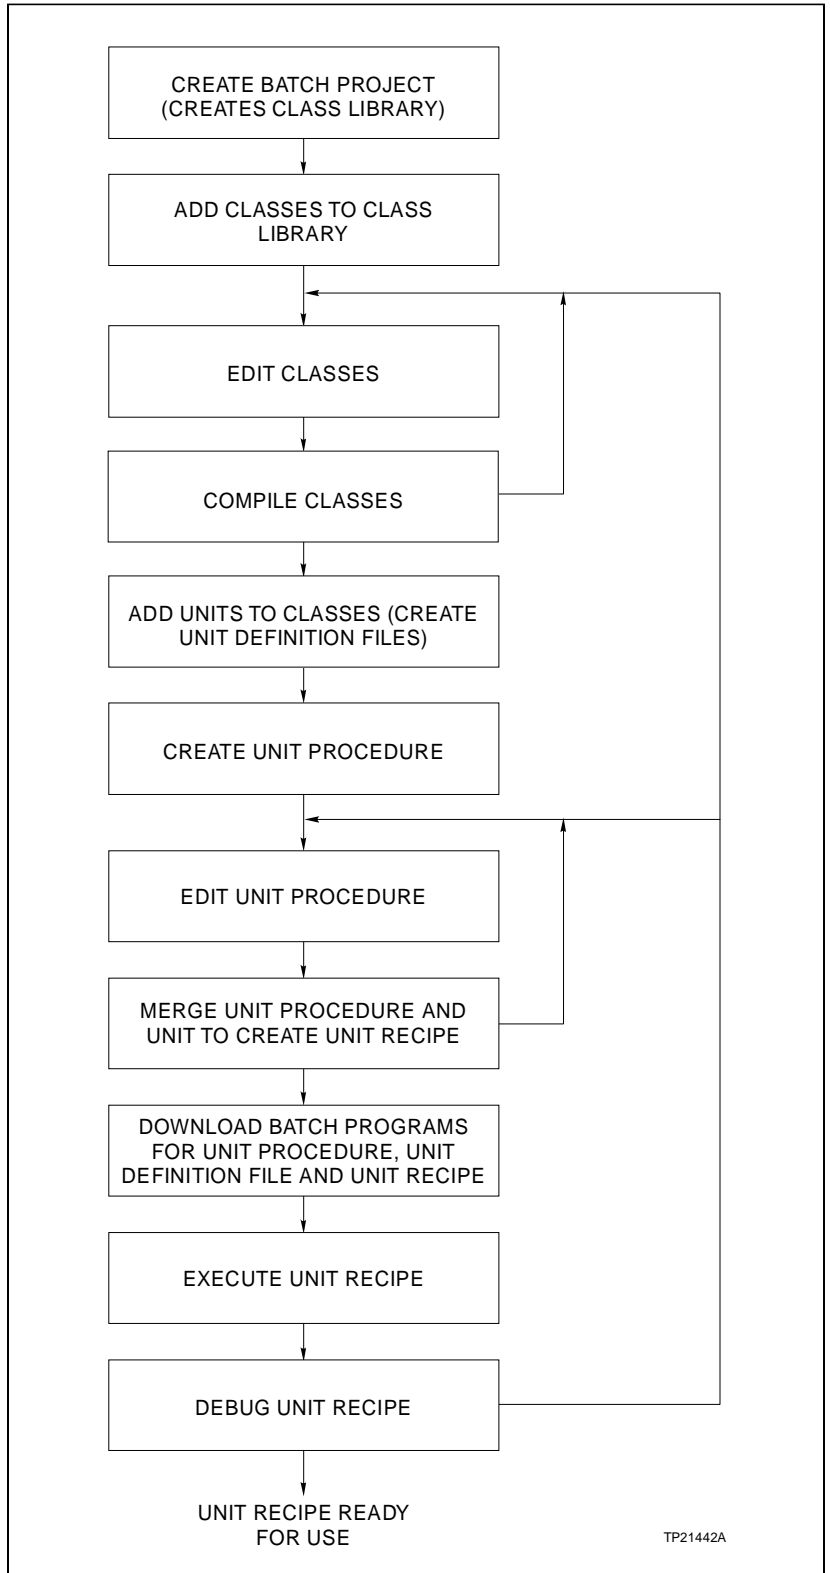 CREATE BATCH PROJECT
(CREATES CLASS LIBRARY)
ADD CLASSES TO CLASS
LIBRARY
EDIT CLASSES
COMPILE CLASSES
ADD UNITS TO CLASSES (CREATE
UNIT DEFINITION FILES)
CREATE UNIT PROCEDURE
EDIT UNIT PROCEDURE
MERGE UNIT PROCEDURE AND
UNIT TO CREATE UNIT RECIPE
DOWNLOAD BATCH PROGRAMS
FOR UNIT PROCEDURE, UNIT
DEFINITION FILE AND UNIT RECIPE
EXECUTE UNIT RECIPE
DEBUG UNIT RECIPE
UNIT RECIPE READY
FOR USE
TP21442A